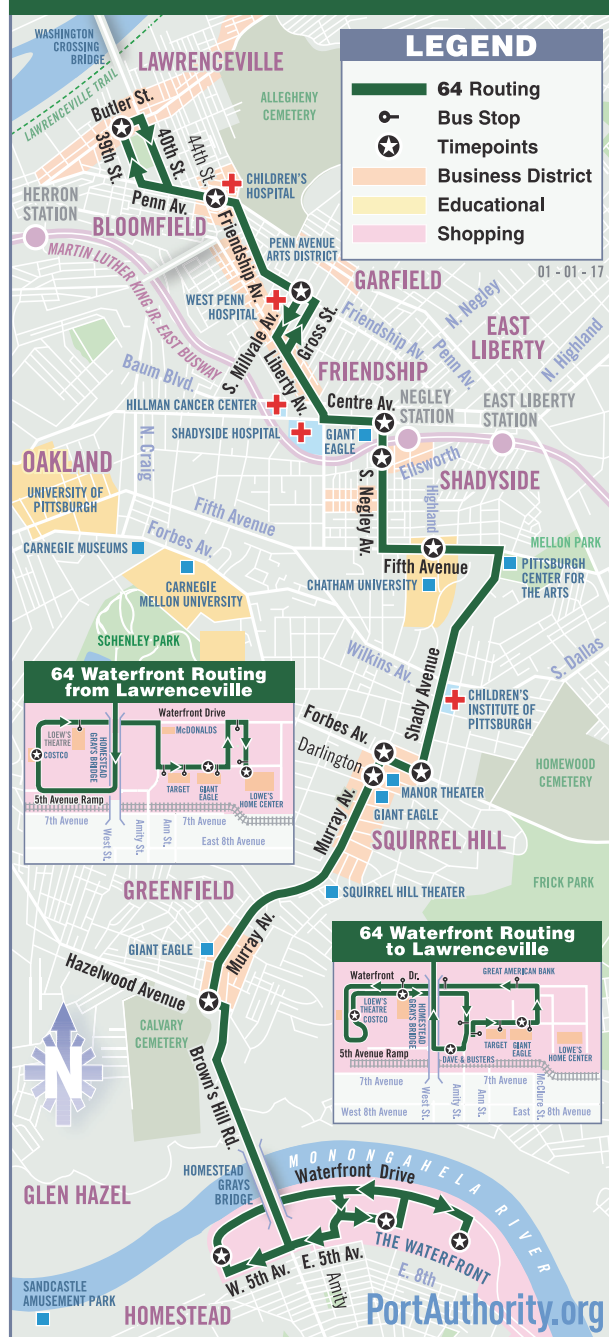 WASHINGTON
CROSSING
BRIDGE
LAWRENCEVILLE
LAWRENCEVILLE TRAIL
Butler St.
39th St.
40th St.
44th St.
ALLEGHENY
CEMETERY
LEGEND
64 Routing
Bus Stop
Timepoints
Business District
Educational
Shopping
01 - 01 - 17
CHILDREN'S
HOSPITAL
HERRON
STATION
Penn Av.
BLOOMFIELD
MARTIN LUTHER KING JR. EAST BUSWAY
Friendship Av.
PENN AVENUE
ARTS DISTRICT
GARFIELD
WEST PENN
HOSPITAL
S. Millvale Av.
Gross St.
Friendship Av.
N. Negley
Penn Av.
EAST
LIBERTY
N. Highland
Baum Blvd.
Liberty Av.
FRIENDSHIP
HILLMAN CANCER CENTER
Centre Av.
NEGLEY
STATION
EAST LIBERTY
STATION
SHADYSIDE HOSPITAL
GIANT
EAGLE
N. Craig
OAKLAND
Ellsworth
SHADYSIDE
UNIVERSITY OF
PITTSBURGH
S. Negley Av.
Highland
Fifth Avenue
Forbes Av.
CARNEGIE MUSEUMS
MELLON PARK
Fifth Avenue
CARNEGIE
MELLON UNIVERSITY
CHATHAM UNIVERSITY
PITTSBURGH
CENTER FOR
THE ARTS
SCHENLEY PARK
Wilkins Av.
Shady Avenue
S. Dallas
CHILDREN'S
INSTITUTE OF
PITTSBURGH
64 Waterfront Routing
from Lawrenceville
Waterfront Drive
LOEW'S
THEATRE
COSTCO
HOMESTEAD
GRAYS BRIDGE
McDONALDS
TARGET
GIANT
EAGLE
LOWE'S
HOME CENTER
5th Avenue Ramp
7th Avenue
7th Avenue
West St.
Amity St.
Ann St.
East 8th Avenue
Forbes Av.
Darlington
MANOR THEATER
GIANT EAGLE
HOMEWOOD
CEMETERY
Murray Av.
SQUIRREL HILL
FRICK PARK
GREENFIELD
SQUIRREL HILL THEATER
GIANT EAGLE
Murray Av.
Hazelwood Avenue
CALVARY
CEMETERY
64 Waterfront Routing
to Lawrenceville
Waterfront Dr.
GREAT AMERICAN BANK
LOEW'S
THEATRE
COSTCO
HOMESTEAD
GRAYS BRIDGE
TARGET
GIANT
EAGLE
LOWE'S
HOME CENTER
5th Avenue Ramp
DAVE & BUSTERS
7th Avenue
7th Avenue
West St.
Amity St.
Ann St.
McClure St.
West 8th Avenue
East 8th Avenue
N
Brown's Hill Rd.
GLEN HAZEL
HOMESTEAD
GRAYS
BRIDGE
MONONGAHELA RIVER
Waterfront Drive
THE WATERFRONT
W. 5th Av.
E. 5th Av.
E. 8th
Amity
SANDCASTLE
AMUSEMENT PARK
HOMESTEAD
PortAuthority.org